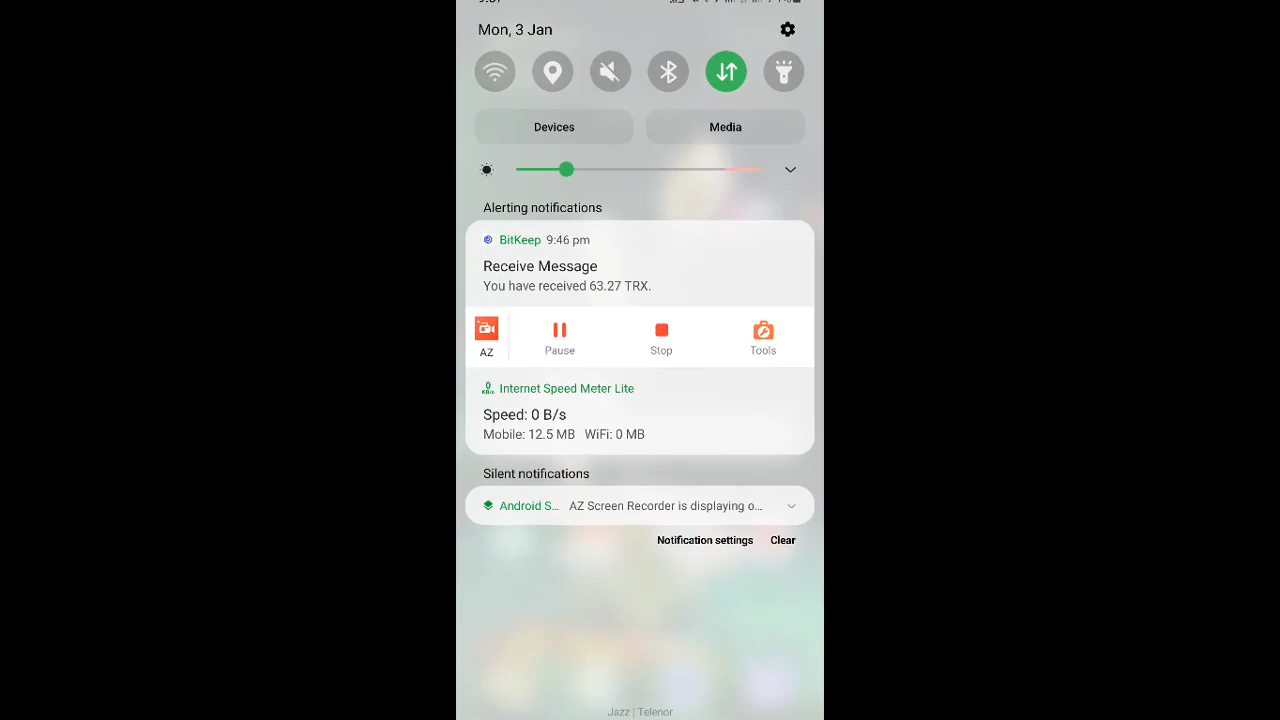 Mon, 3 Jan
Devices
Media
Alerting notifications
BitKeep 9:46 pm
Receive Message
You have received 63.27 TRX.
AZ
Pause
Stop
Tools
0 KB/s
Internet Speed Meter Lite
Speed: 0 B/s
Mobile: 12.5 MB WiFi: 0 MB
Silent notifications
Android S... AZ Screen Recorder is displaying o...
Notification settings Clear
Jazz | Telenor